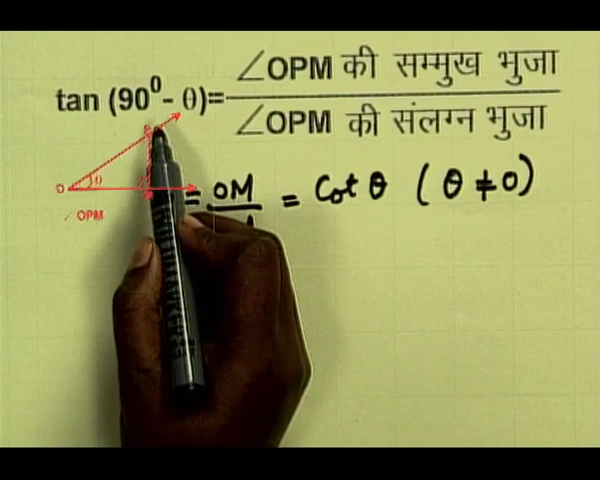 tan (90⁰- θ)= ∠OPM की सम्मुख भुजा
∠OPM की संलग्न भुजा
P
O θ M
= OM = Cot θ (θ ≠ 0)
∠OPM